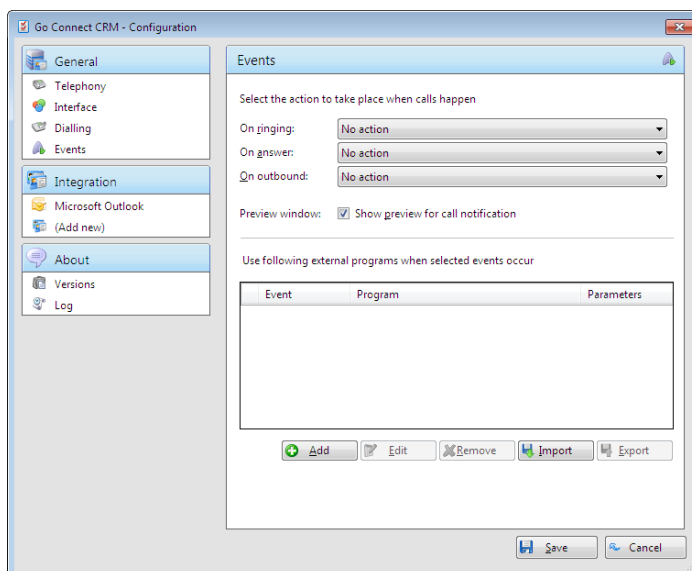 Go Connect CRM - Configuration
General
Telephony
Interface
Dialling
Events
Integration
Microsoft Outlook
(Add new)
About
Versions
Log
Events
Select the action to take place when calls happen
On ringing: No action
On answer: No action
On outbound: No action
Preview window: Show preview for call notification
Use following external programs when selected events occur
Event Program Parameters
Add Edit Remove Import Export
Save Cancel